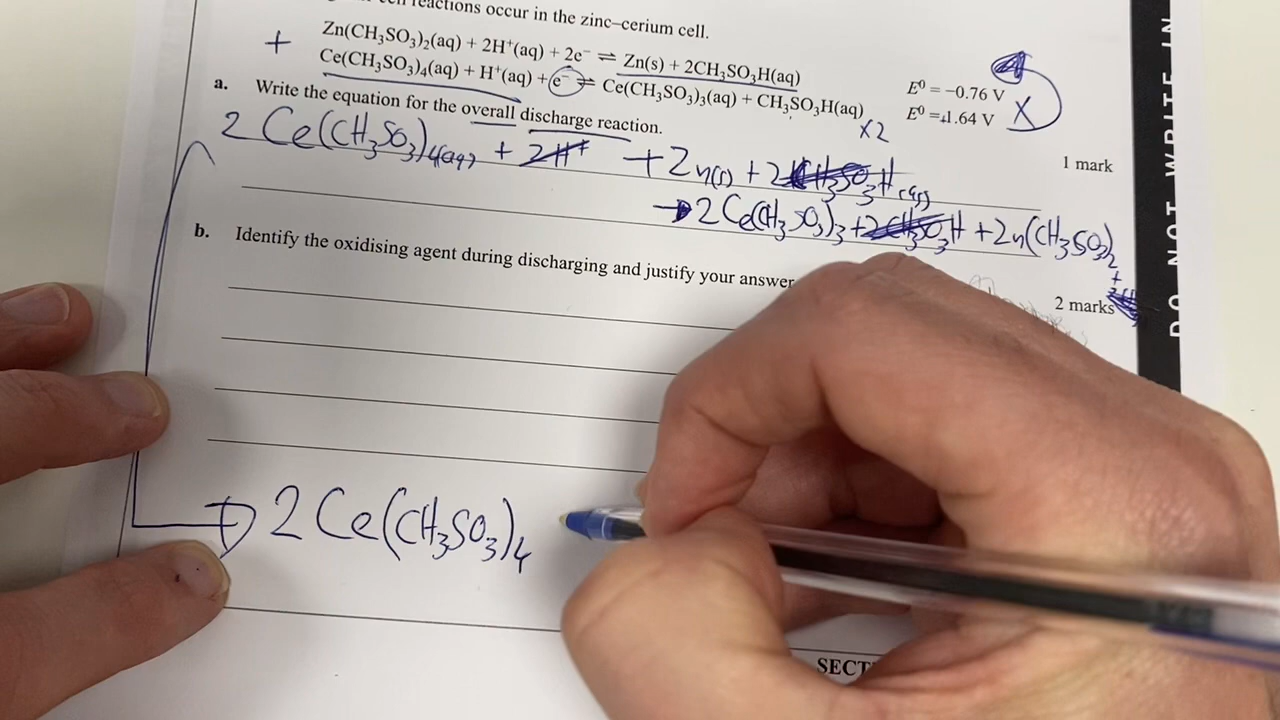 reactions occur in the zinc–cerium cell.
+ Zn(CH₃SO₃)₂(aq) + 2H⁺(aq) + 2e⁻ ⇌ Zn(s) + 2CH₃SO₃H(aq) E⁰ = –0.76 V
Ce(CH₃SO₃)₄(aq) + H⁺(aq) + e⁻ ⇌ Ce(CH₃SO₃)₃(aq) + CH₃SO₃H(aq) E⁰ = +1.64 V X
X2
a. Write the equation for the overall discharge reaction.
1 mark
2 Ce(CH₃SO₃)₄(aq) + 2H⁺ + Zn(s) + 2CH₃SO₃H(aq)
→ 2 Ce(CH₃SO₃)₃ + 2CH₃SO₃H + Zn(CH₃SO₃)₂
+
b. Identify the oxidising agent during discharging and justify your answer
2 marks
→ 2 Ce(CH₃SO₃)₄
SECT
DO NOT WRITE IN